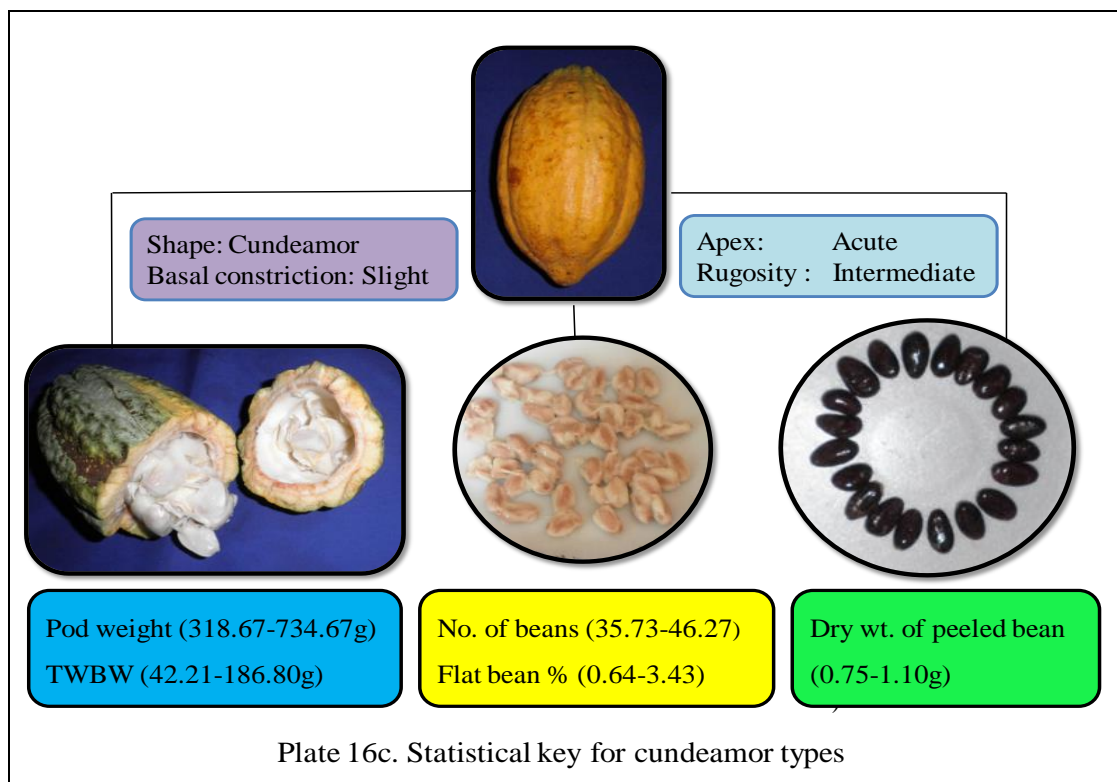 Shape: Cundeamor
Basal constriction: Slight
Apex: Acute
Rugosity : Intermediate
Pod weight (318.67-734.67g)
TWBW (42.21-186.80g)
No. of beans (35.73-46.27)
Flat bean % (0.64-3.43)
Dry wt. of peeled bean
(0.75-1.10g)
Plate 16c. Statistical key for cundeamor types